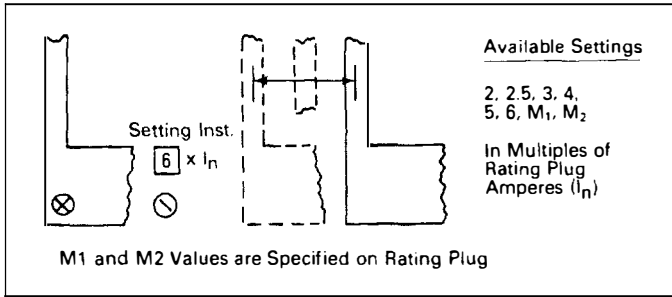 Setting Inst.
6 x In
Available Settings
2, 2.5, 3, 4,
5, 6, M1, M2
In Multiples of
Rating Plug
Amperes (In)
M1 and M2 Values are Specified on Rating Plug